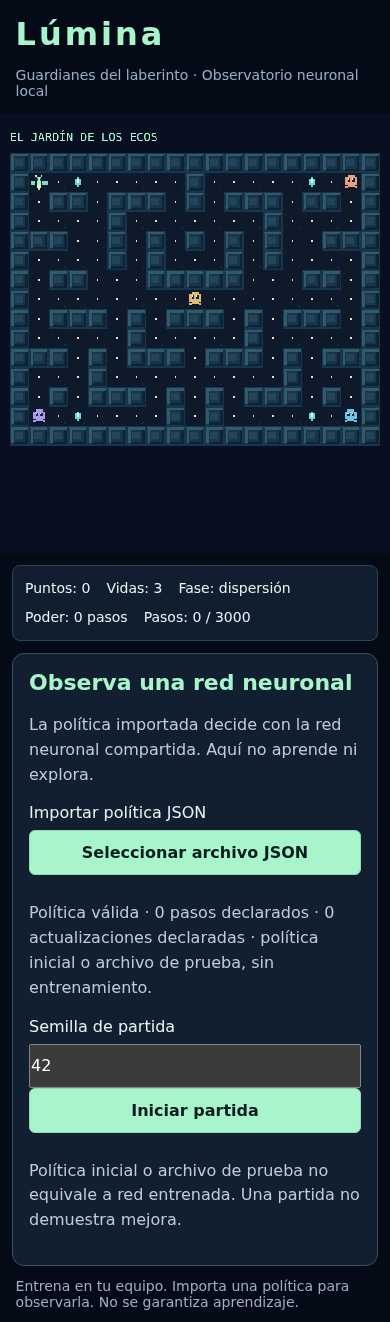 Lúmina
Guardianes del laberinto · Observatorio neuronal
local
EL JARDÍN DE LOS ECOS
Puntos: 0 Vidas: 3 Fase: dispersión
Poder: 0 pasos Pasos: 0 / 3000
Observa una red neuronal
La política importada decide con la red
neuronal compartida. Aquí no aprende ni
explora.
Importar política JSON
Seleccionar archivo JSON
Política válida · 0 pasos declarados · 0
actualizaciones declaradas · política
inicial o archivo de prueba, sin
entrenamiento.
Semilla de partida
42
Iniciar partida
Política inicial o archivo de prueba no
equivale a red entrenada. Una partida no
demuestra mejora.
Entrena en tu equipo. Importa una política para
observarla. No se garantiza aprendizaje.